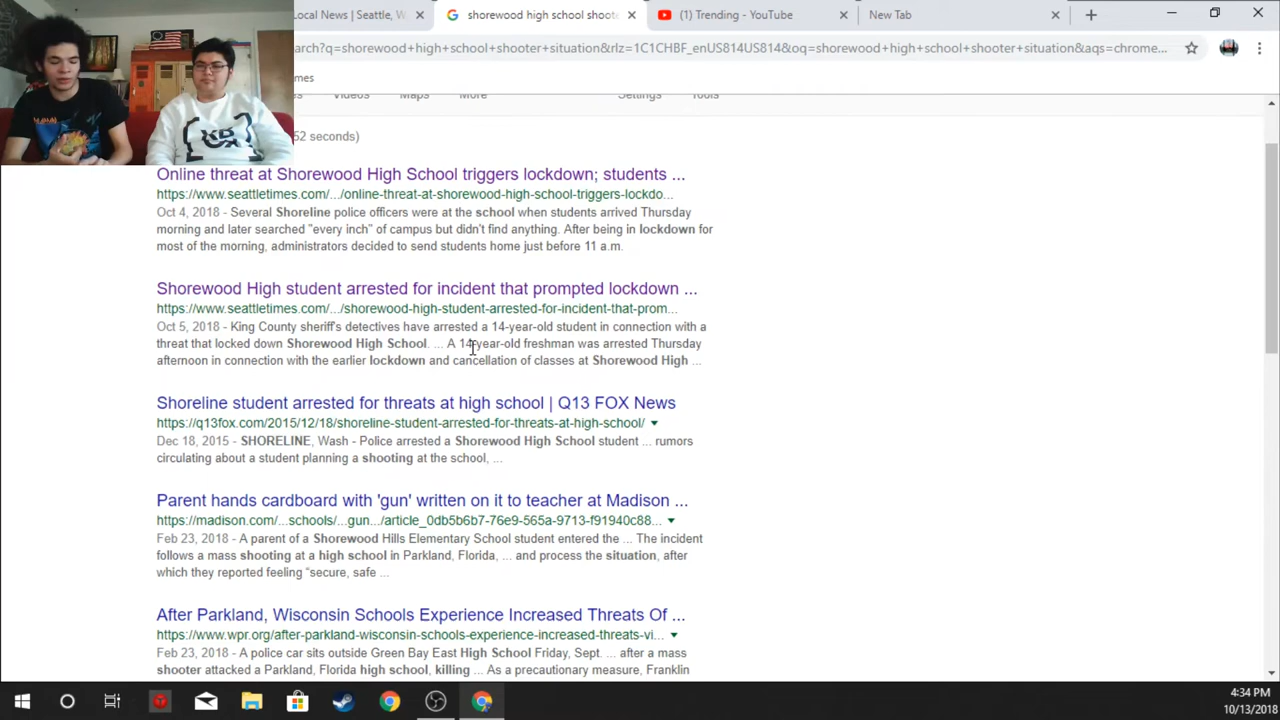 Local News | Seattle, W
shorewood high school shoote
(1) Trending - YouTube
New Tab
earch?q=shorewood+high+school+shooter+situation&rlz=1C1CHBF_enUS814US814&oq=shorewood+high+school+shooter+situation&aqs=chrome...
mes
Videos Maps More Settings Tools
52 seconds)
Online threat at Shorewood High School triggers lockdown; students ...
https://www.seattletimes.com/.../online-threat-at-shorewood-high-school-triggers-lockdo...
Oct 4, 2018 - Several Shoreline police officers were at the school when students arrived Thursday
morning and later searched "every inch" of campus but didn't find anything. After being in lockdown for
most of the morning, administrators decided to send students home just before 11 a.m.
Shorewood High student arrested for incident that prompted lockdown ...
https://www.seattletimes.com/.../shorewood-high-student-arrested-for-incident-that-prom...
Oct 5, 2018 - King County sheriff's detectives have arrested a 14-year-old student in connection with a
threat that locked down Shorewood High School. ... A 14-year-old freshman was arrested Thursday
afternoon in connection with the earlier lockdown and cancellation of classes at Shorewood High ...
Shoreline student arrested for threats at high school | Q13 FOX News
https://q13fox.com/2015/12/18/shoreline-student-arrested-for-threats-at-high-school/
Dec 18, 2015 - SHORELINE, Wash - Police arrested a Shorewood High School student ... rumors
circulating about a student planning a shooting at the school, ...
Parent hands cardboard with 'gun' written on it to teacher at Madison ...
https://madison.com/...schools/...gun.../article_0db5b6b7-76e9-565a-9713-f91940c88...
Feb 23, 2018 - A parent of a Shorewood Hills Elementary School student entered the ... The incident
follows a mass shooting at a high school in Parkland, Florida, ... and process the situation, after
which they reported feeling “secure, safe ...
After Parkland, Wisconsin Schools Experience Increased Threats Of ...
https://www.wpr.org/after-parkland-wisconsin-schools-experience-increased-threats-vi...
Feb 23, 2018 - A police car sits outside Green Bay East High School Friday, Sept. ... after a mass
shooter attacked a Parkland, Florida high school, killing ... As a precautionary measure, Franklin
4:34 PM
10/13/2018